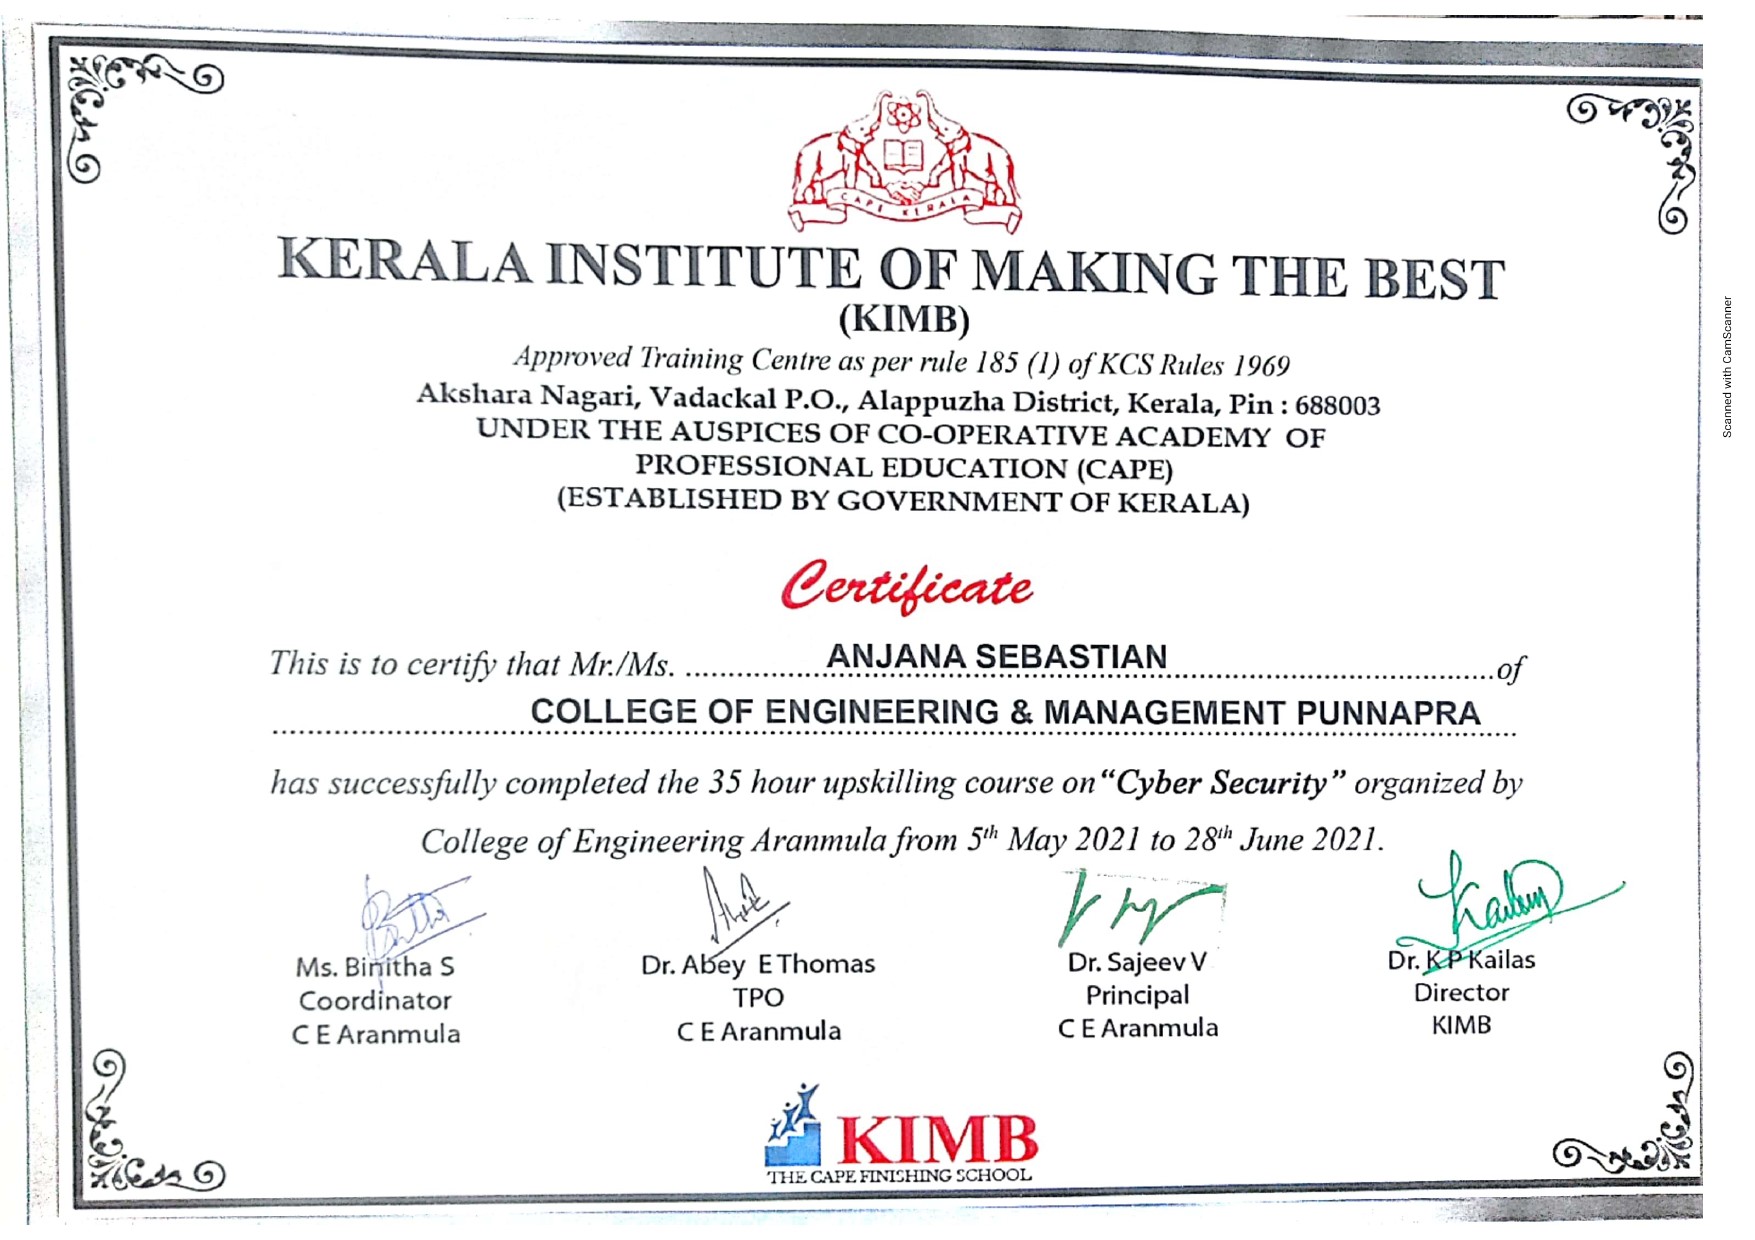 CAPE KERALA
KERALA INSTITUTE OF MAKING THE BEST
(KIMB)
Approved Training Centre as per rule 185 (1) of KCS Rules 1969
Akshara Nagari, Vadackal P.O., Alappuzha District, Kerala, Pin : 688003
UNDER THE AUSPICES OF CO-OPERATIVE ACADEMY OF
PROFESSIONAL EDUCATION (CAPE)
(ESTABLISHED BY GOVERNMENT OF KERALA)
Certificate
This is to certify that Mr./Ms. ANJANA SEBASTIAN of
COLLEGE OF ENGINEERING & MANAGEMENT PUNNAPRA
has successfully completed the 35 hour upskilling course on “Cyber Security” organized by
College of Engineering Aranmula from 5th May 2021 to 28th June 2021.
Ms. Binitha S
Coordinator
C E Aranmula
Dr. Abey E Thomas
TPO
C E Aranmula
Dr. Sajeev V
Principal
C E Aranmula
Dr. K P Kailas
Director
KIMB
KIMB
THE CAPE FINISHING SCHOOL
Scanned with CamScanner